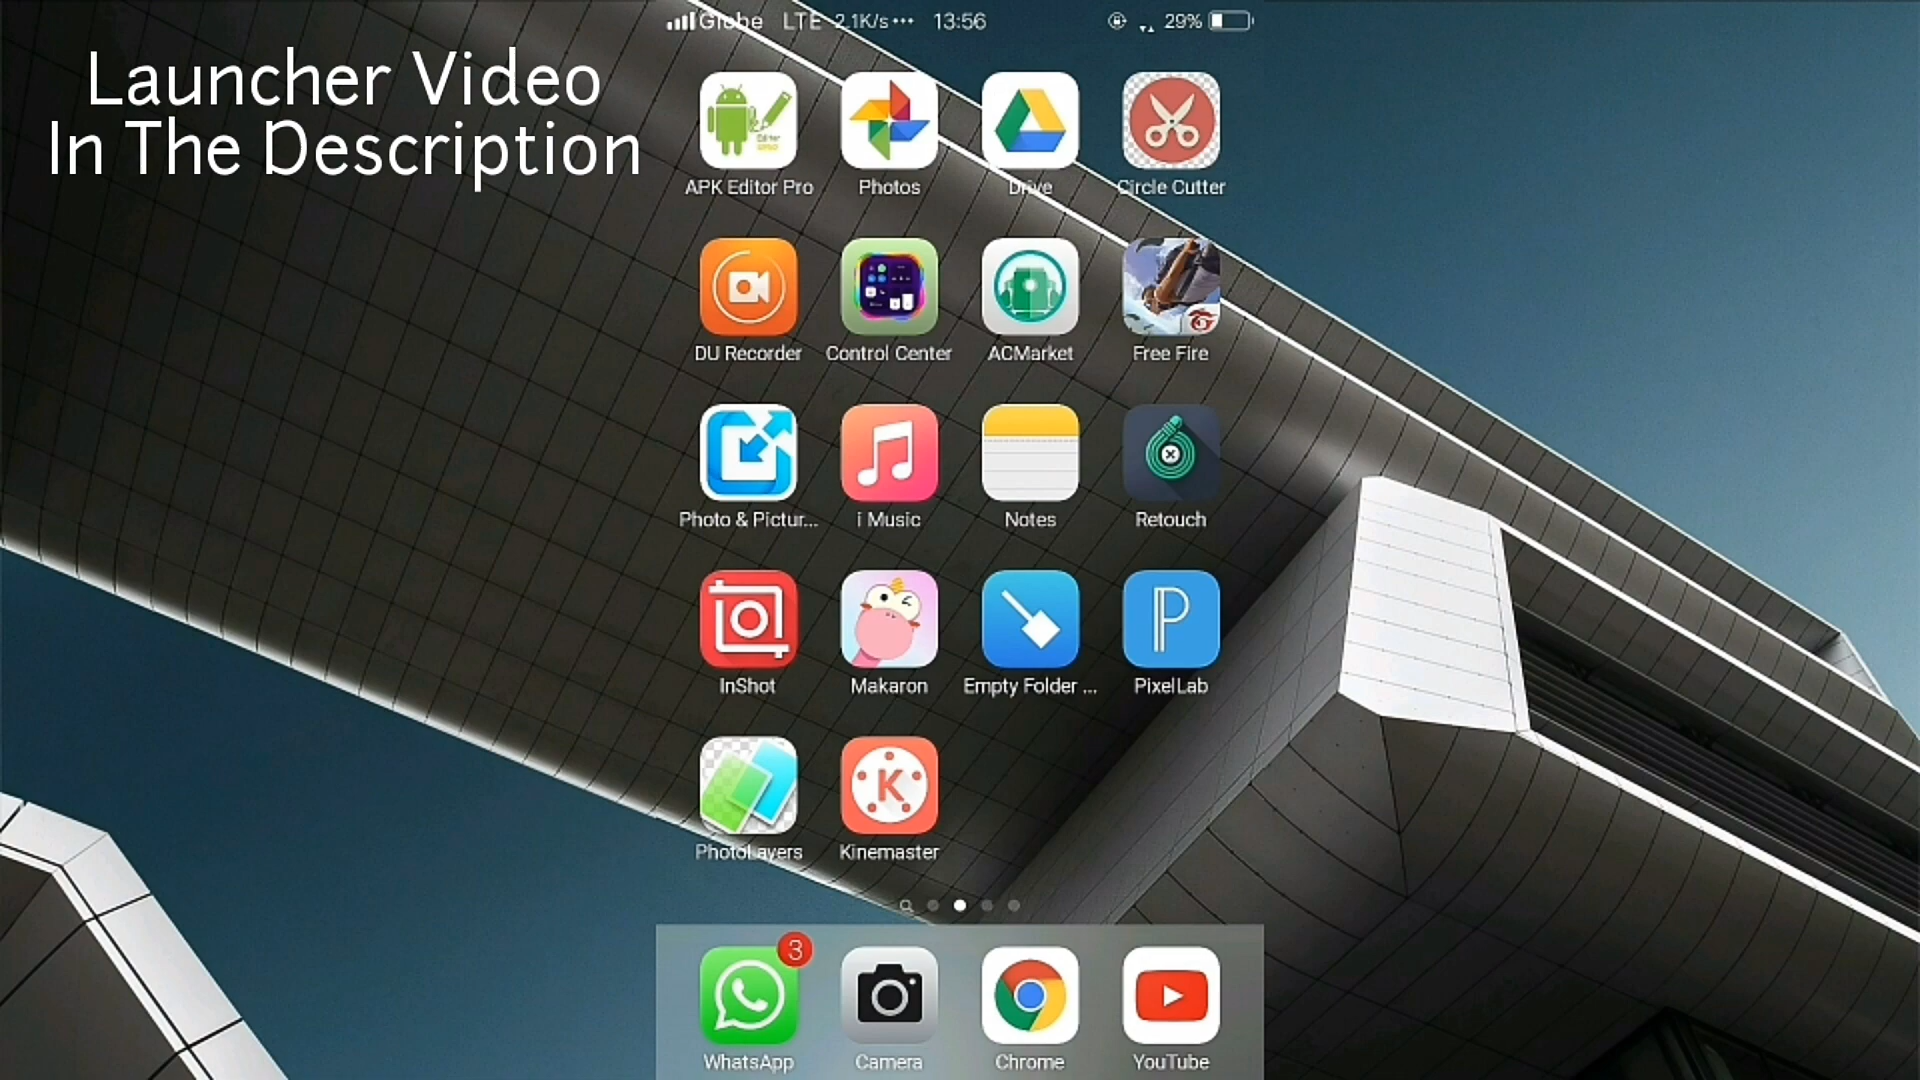 Globe LTE 2.1K/s 13:56 29%
Launcher Video
In The Description
APK Editor Pro Photos Drive Circle Cutter
DU Recorder Control Center ACMarket Free Fire
Photo & Pictur... i Music Notes Retouch
InShot Makaron Empty Folder ... PixelLab
PhotoLayers Kinemaster
3
WhatsApp Camera Chrome YouTube